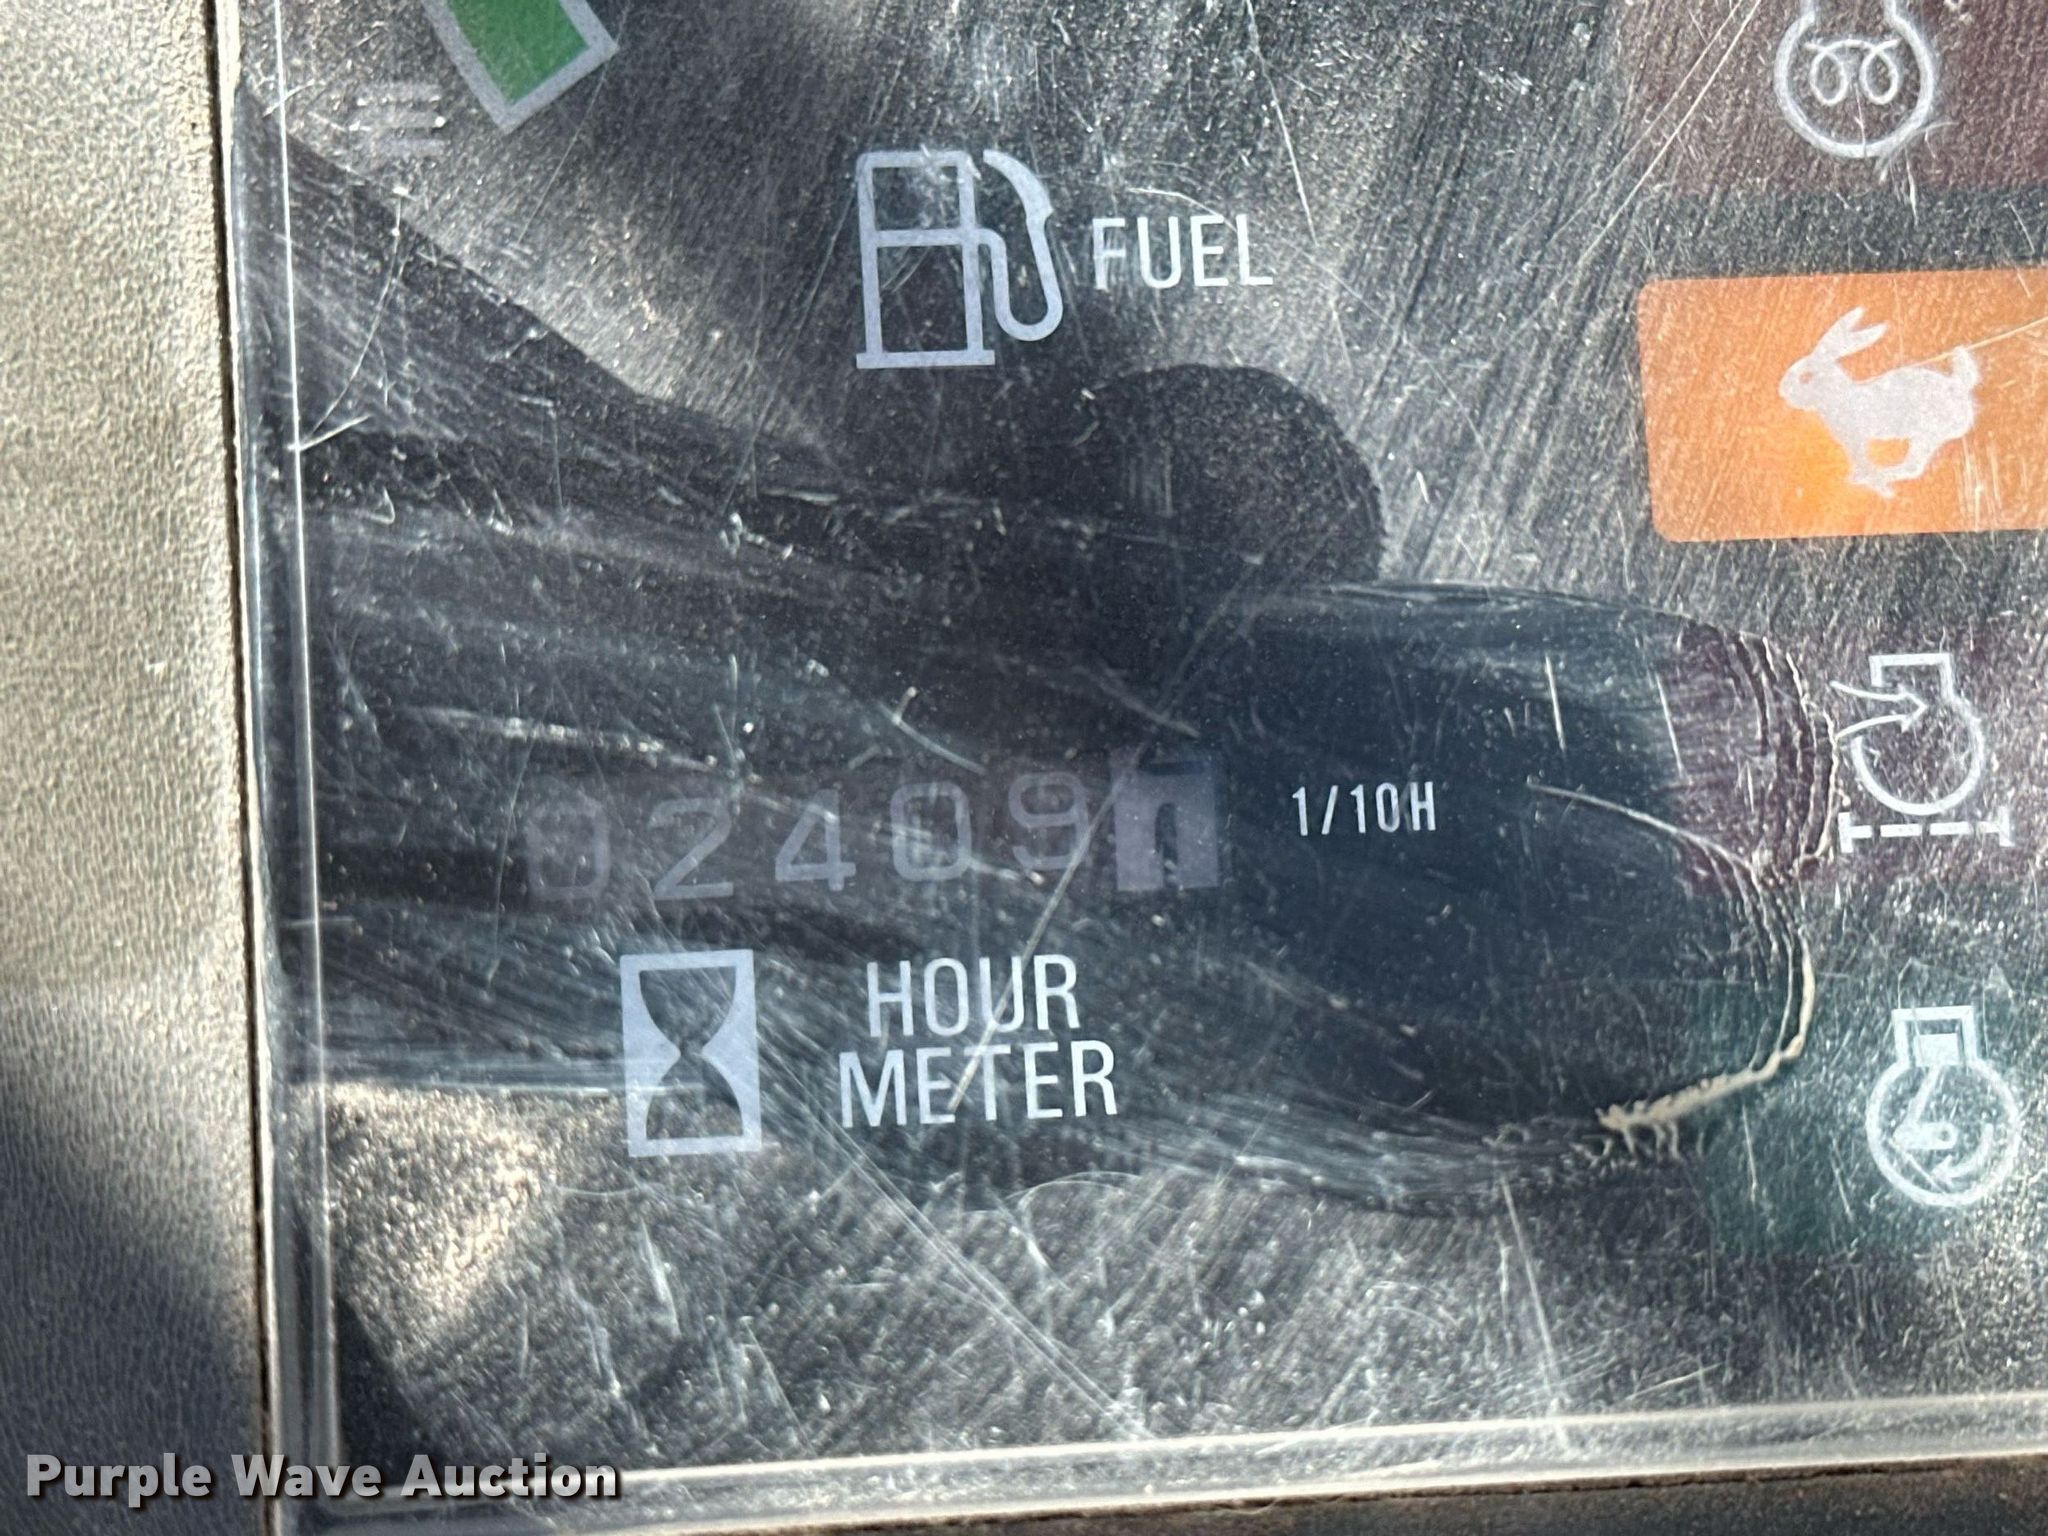 FUEL
02409
1/10H
HOUR
METER
Purple Wave Auction